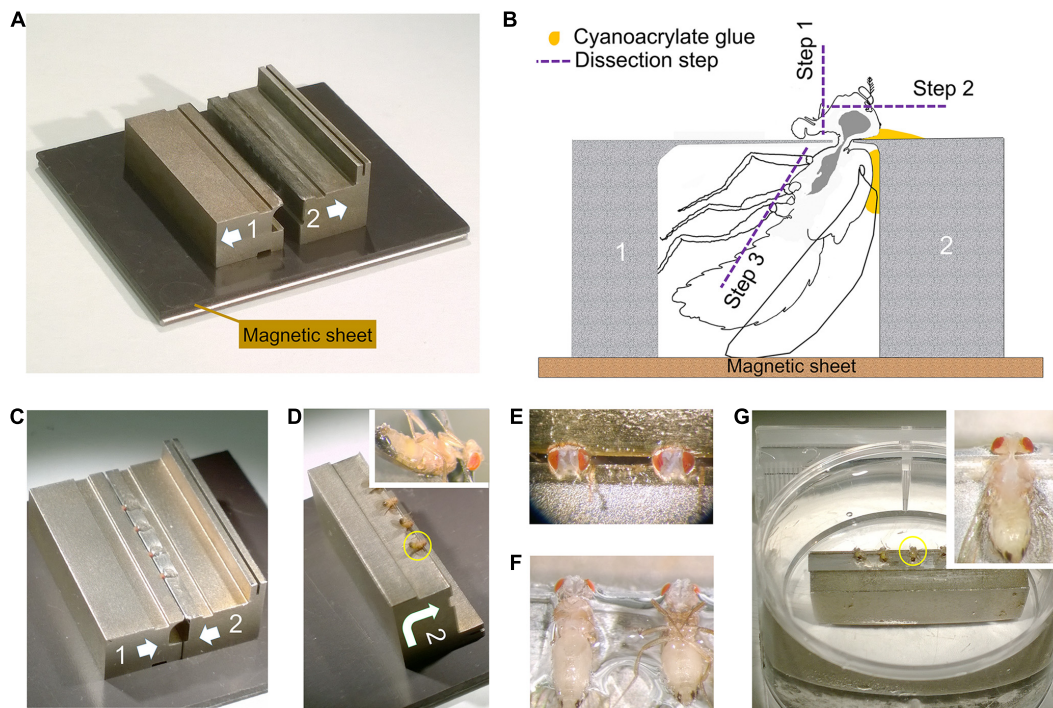 A
1
2
Magnetic sheet
B
Cyanoacrylate glue
Dissection step
Step 1
Step 2
Step 3
1
2
Magnetic sheet
C
1
2
D
2
E
F
G